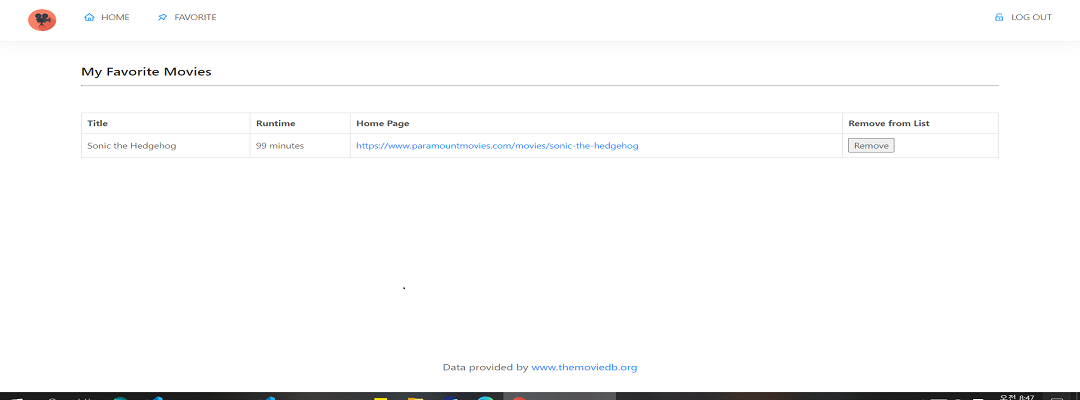 HOME FAVORITE LOG OUT
My Favorite Movies
Title Runtime Home Page Remove from List
Sonic the Hedgehog 99 minutes https://www.paramountmovies.com/movies/sonic-the-hedgehog Remove
Data provided by www.themoviedb.org
오전 8:47